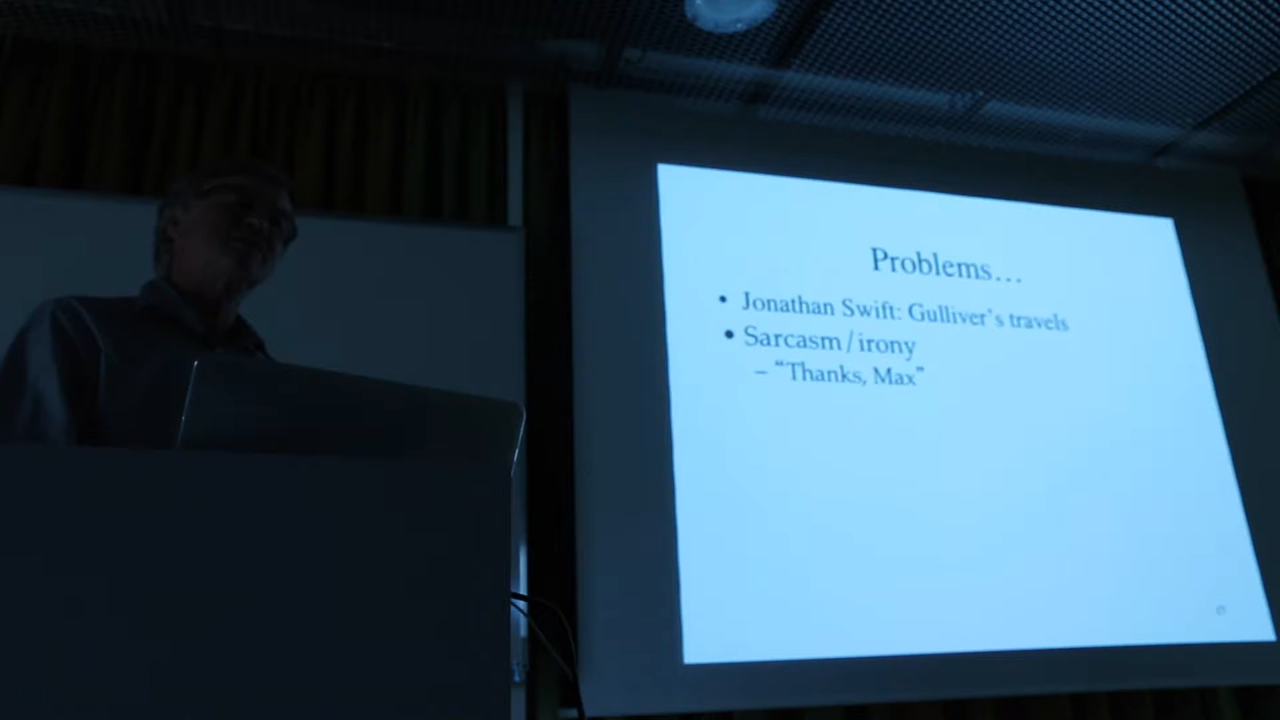 Problems…
• Jonathan Swift: Gulliver's travels
• Sarcasm/irony
– “Thanks, Max”